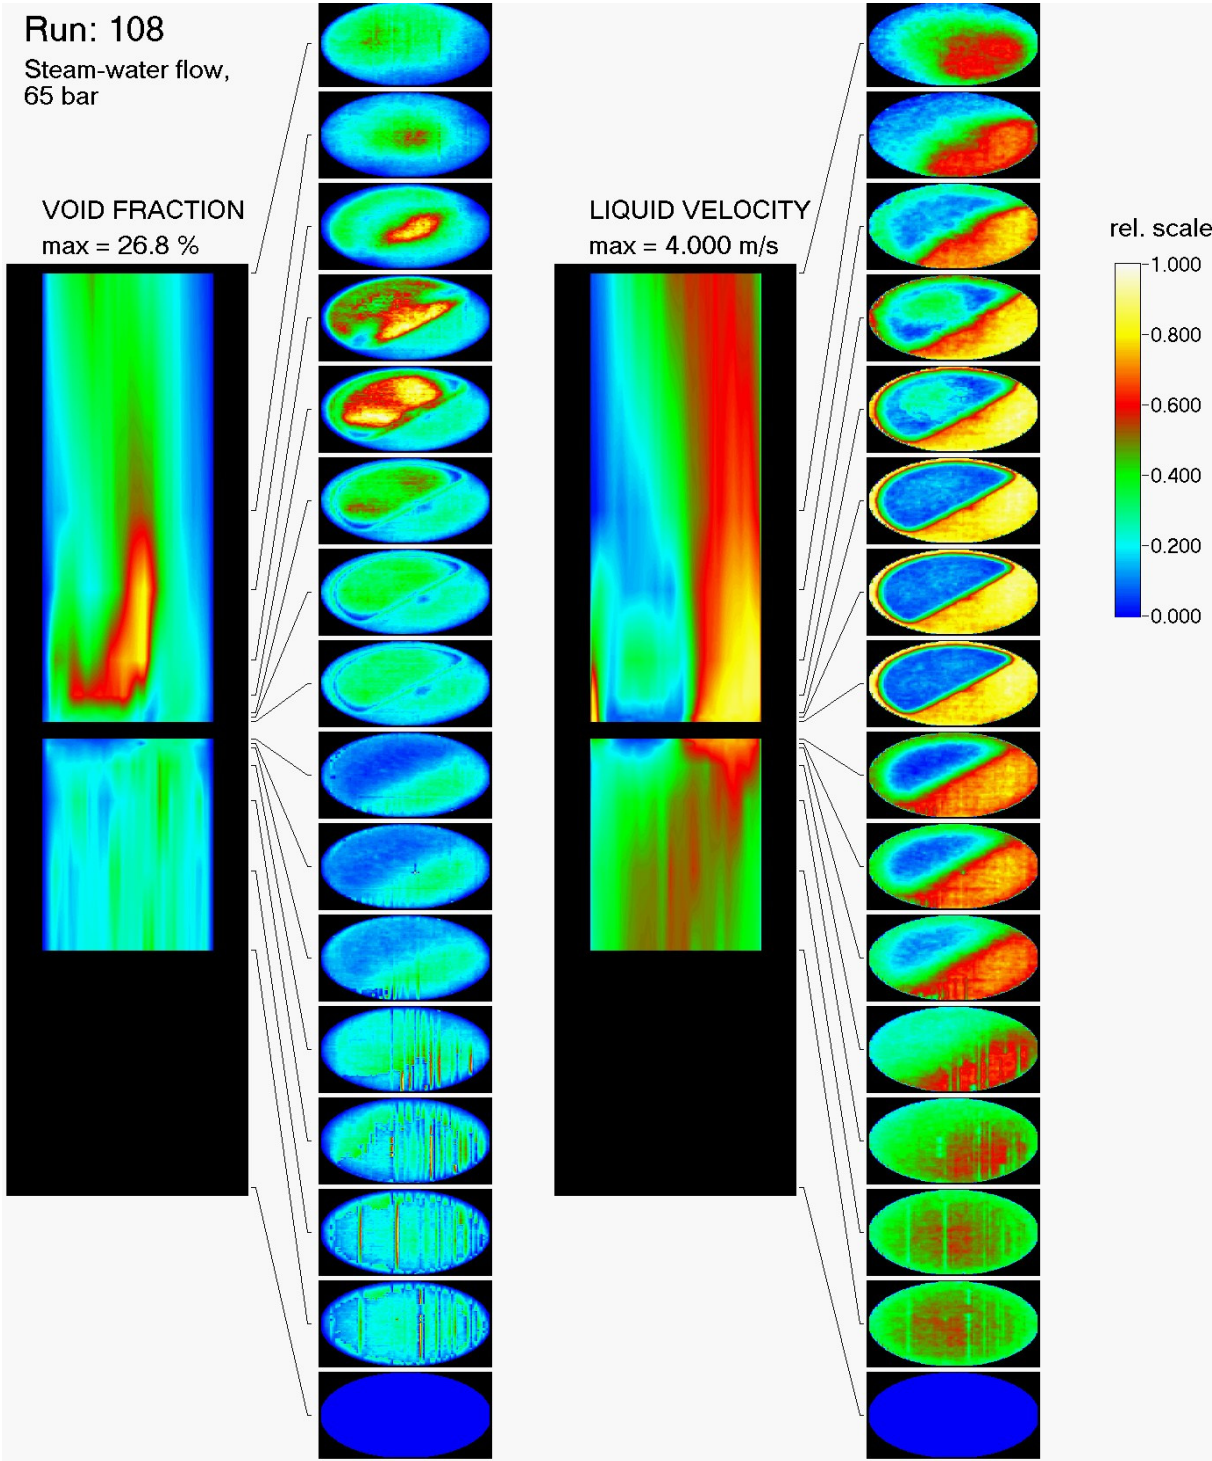 Run: 108
Steam-water flow,
65 bar
VOID FRACTION
max = 26.8 %
LIQUID VELOCITY
max = 4.000 m/s
rel. scale
1.000
0.800
0.600
0.400
0.200
0.000